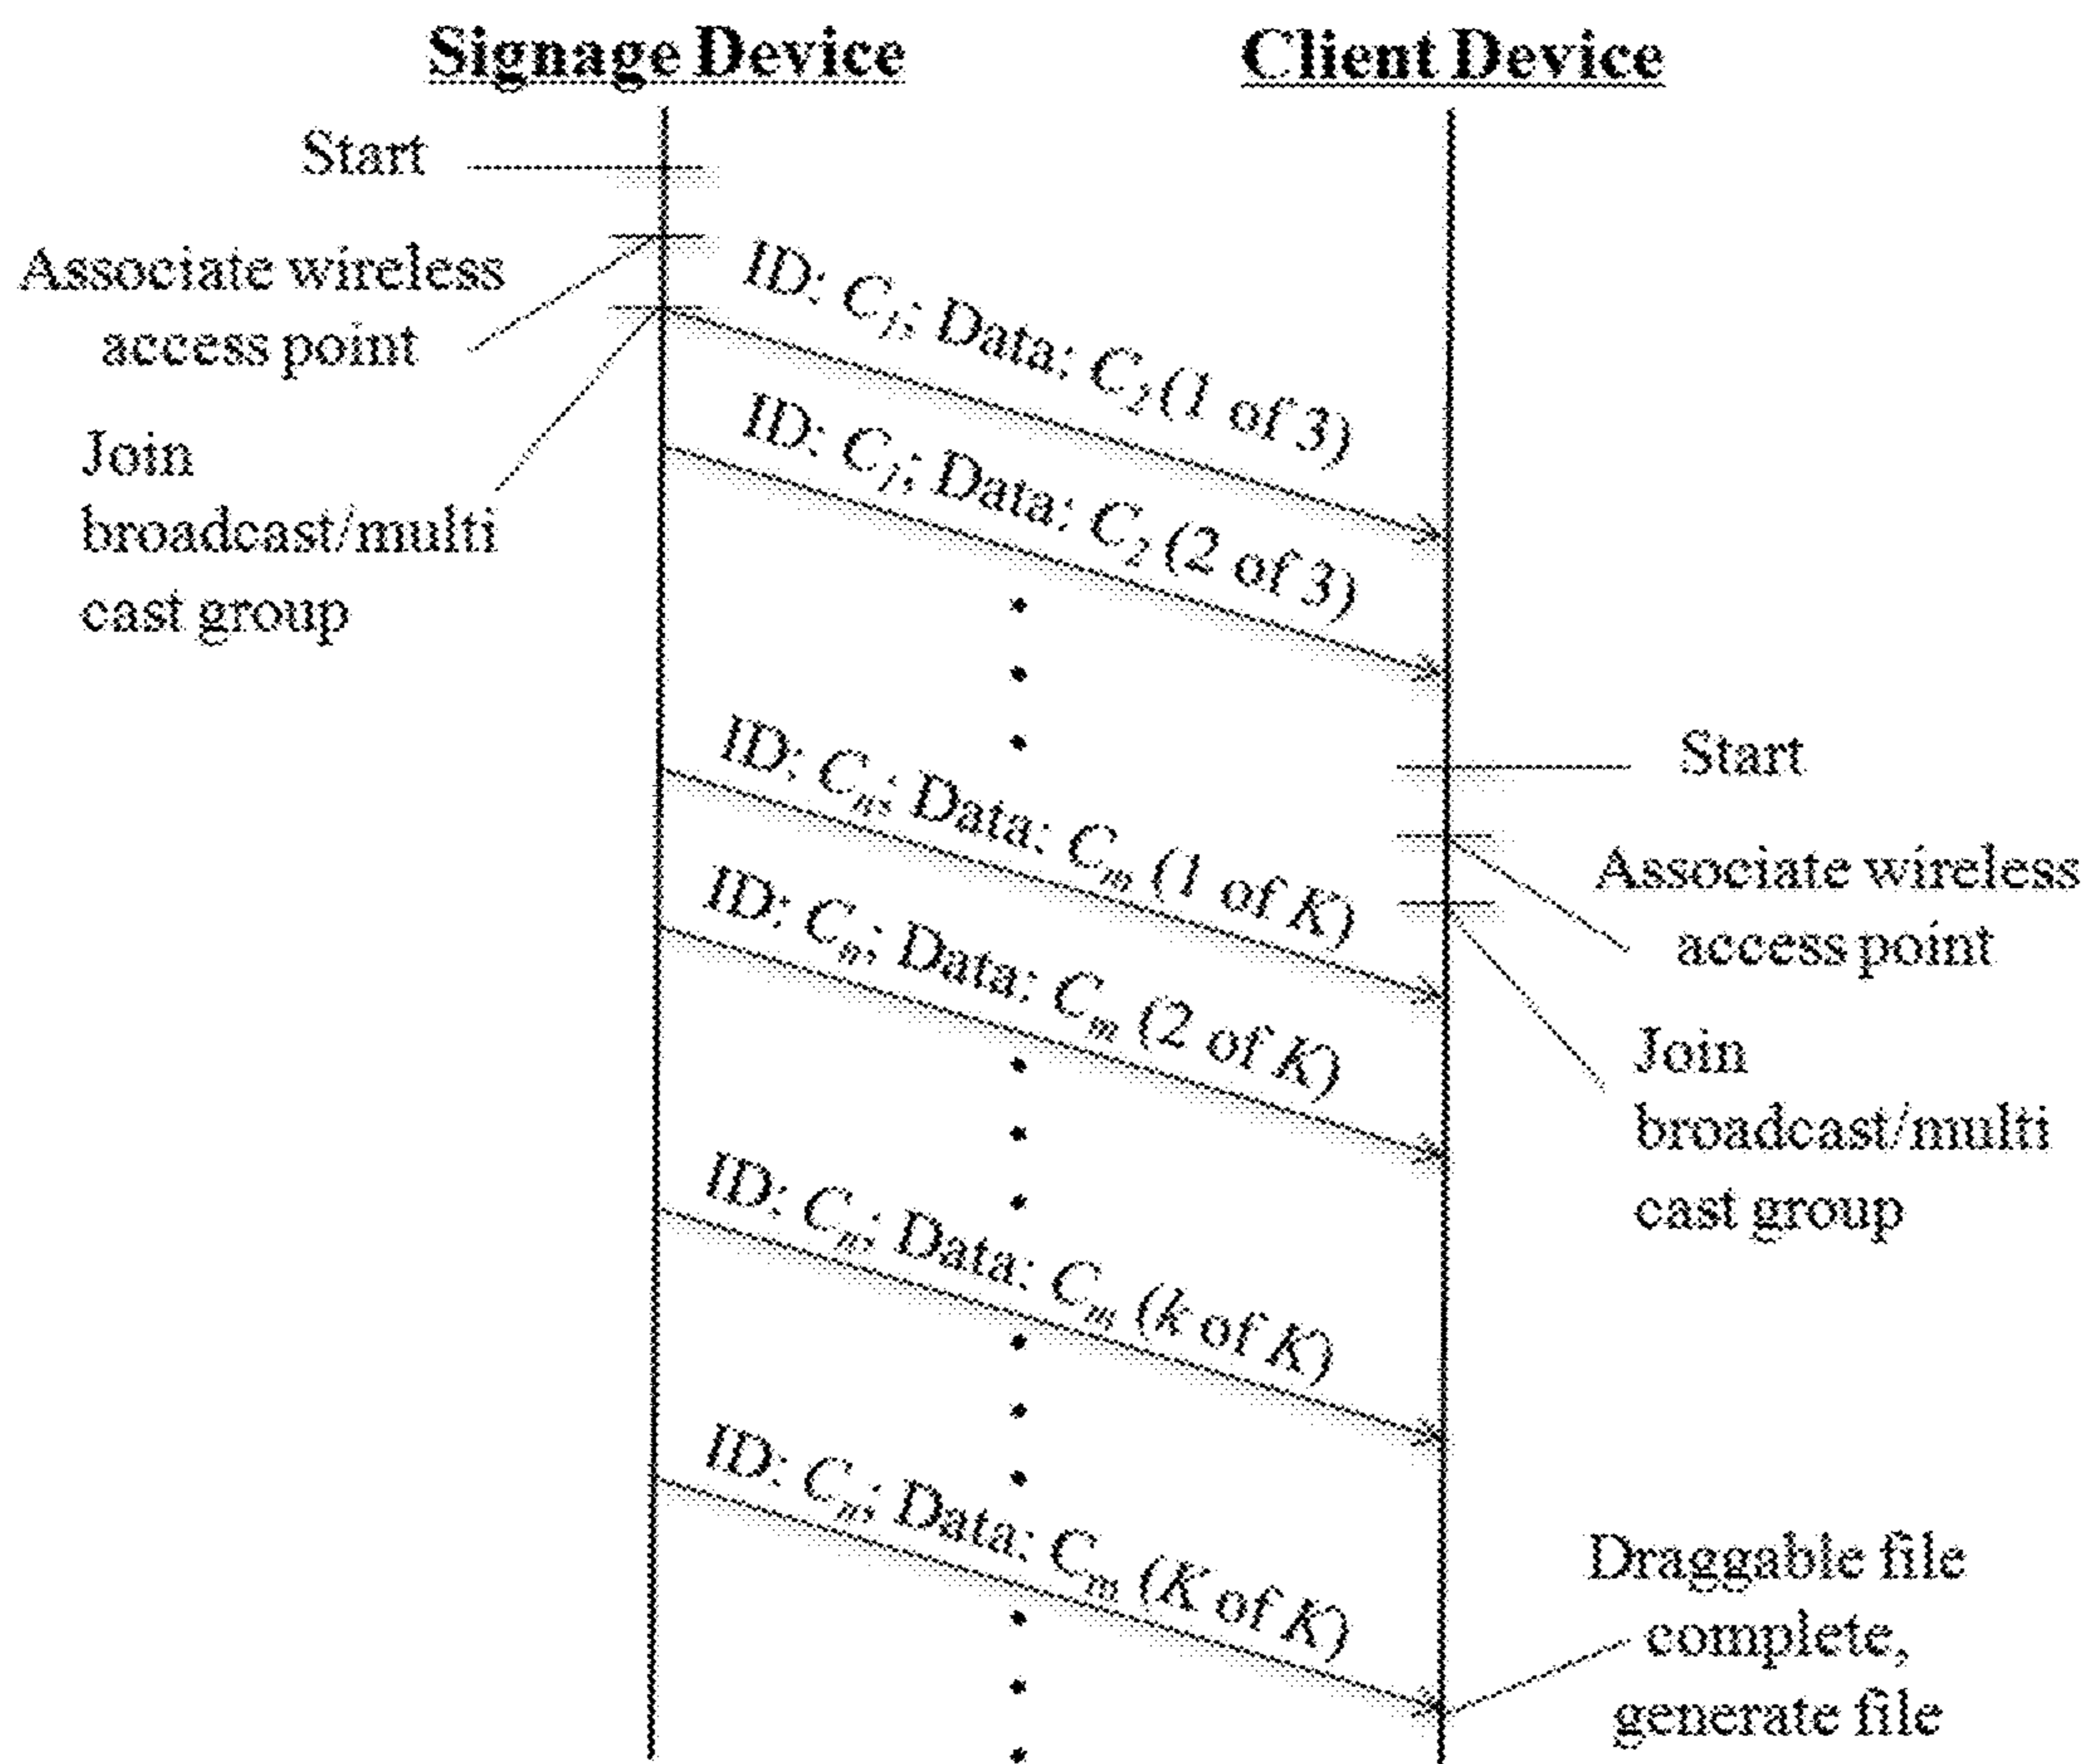 Signage Device
Client Device
Start
Associate wireless
access point
Join
broadcast/multi
cast group
ID: C1; Data: C2 (1 of 3)
ID: C1; Data: C2 (2 of 3)
ID: Cn; Data: Cm (1 of K)
ID: Cn; Data: Cm (2 of K)
ID: Cn; Data: Cm (k of K)
ID: Cn; Data: Cm (K of K)
Start
Associate wireless
access point
Join
broadcast/multi
cast group
Draggable file
complete,
generate file